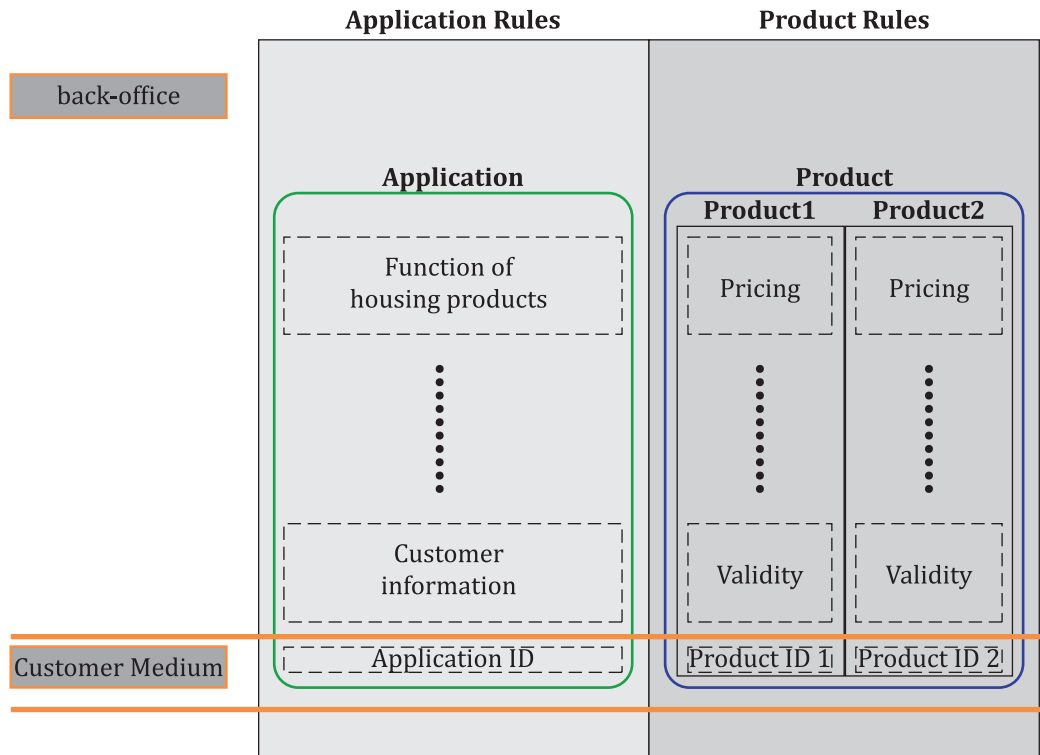 Application Rules
Product Rules
back-office
Application
Product
Product1
Product2
Function of
housing products
Pricing
Pricing
Customer
information
Validity
Validity
Customer Medium
Application ID
Product ID 1
Product ID 2